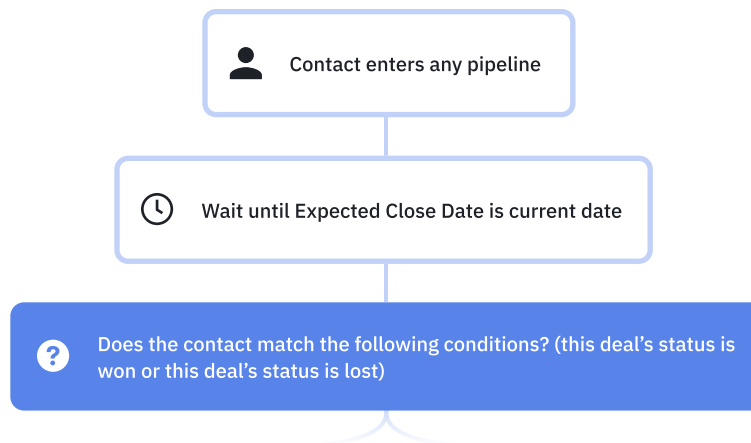 Contact enters any pipeline
Wait until Expected Close Date is current date
?
Does the contact match the following conditions? (this deal’s status is
won or this deal’s status is lost)